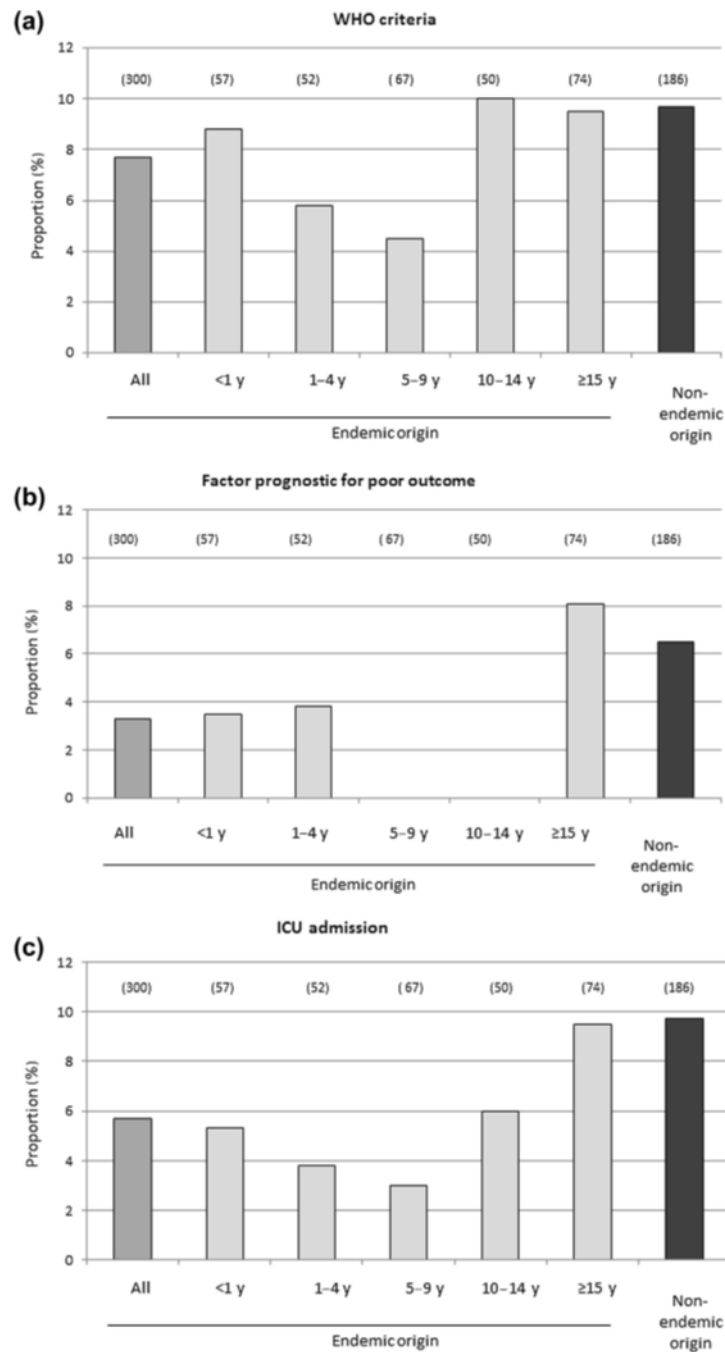 (a)
WHO criteria
12
10
8
6
4
2
0
Proportion (%)
(300) (57) (52) ( 67) (50) (74) (186)
All <1 y 1–4 y 5–9 y 10–14 y ≥15 y Non-
endemic
origin
Endemic origin
(b)
Factor prognostic for poor outcome
12
10
8
6
4
2
0
Proportion (%)
(300) (57) (52) ( 67) (50) (74) (186)
All <1 y 1–4 y 5–9 y 10–14 y ≥15 y Non-
endemic
origin
Endemic origin
(c)
ICU admission
12
10
8
6
4
2
0
Proportion (%)
(300) (57) (52) ( 67) (50) (74) (186)
All <1 y 1–4 y 5–9 y 10–14 y ≥15 y Non-
endemic
origin
Endemic origin